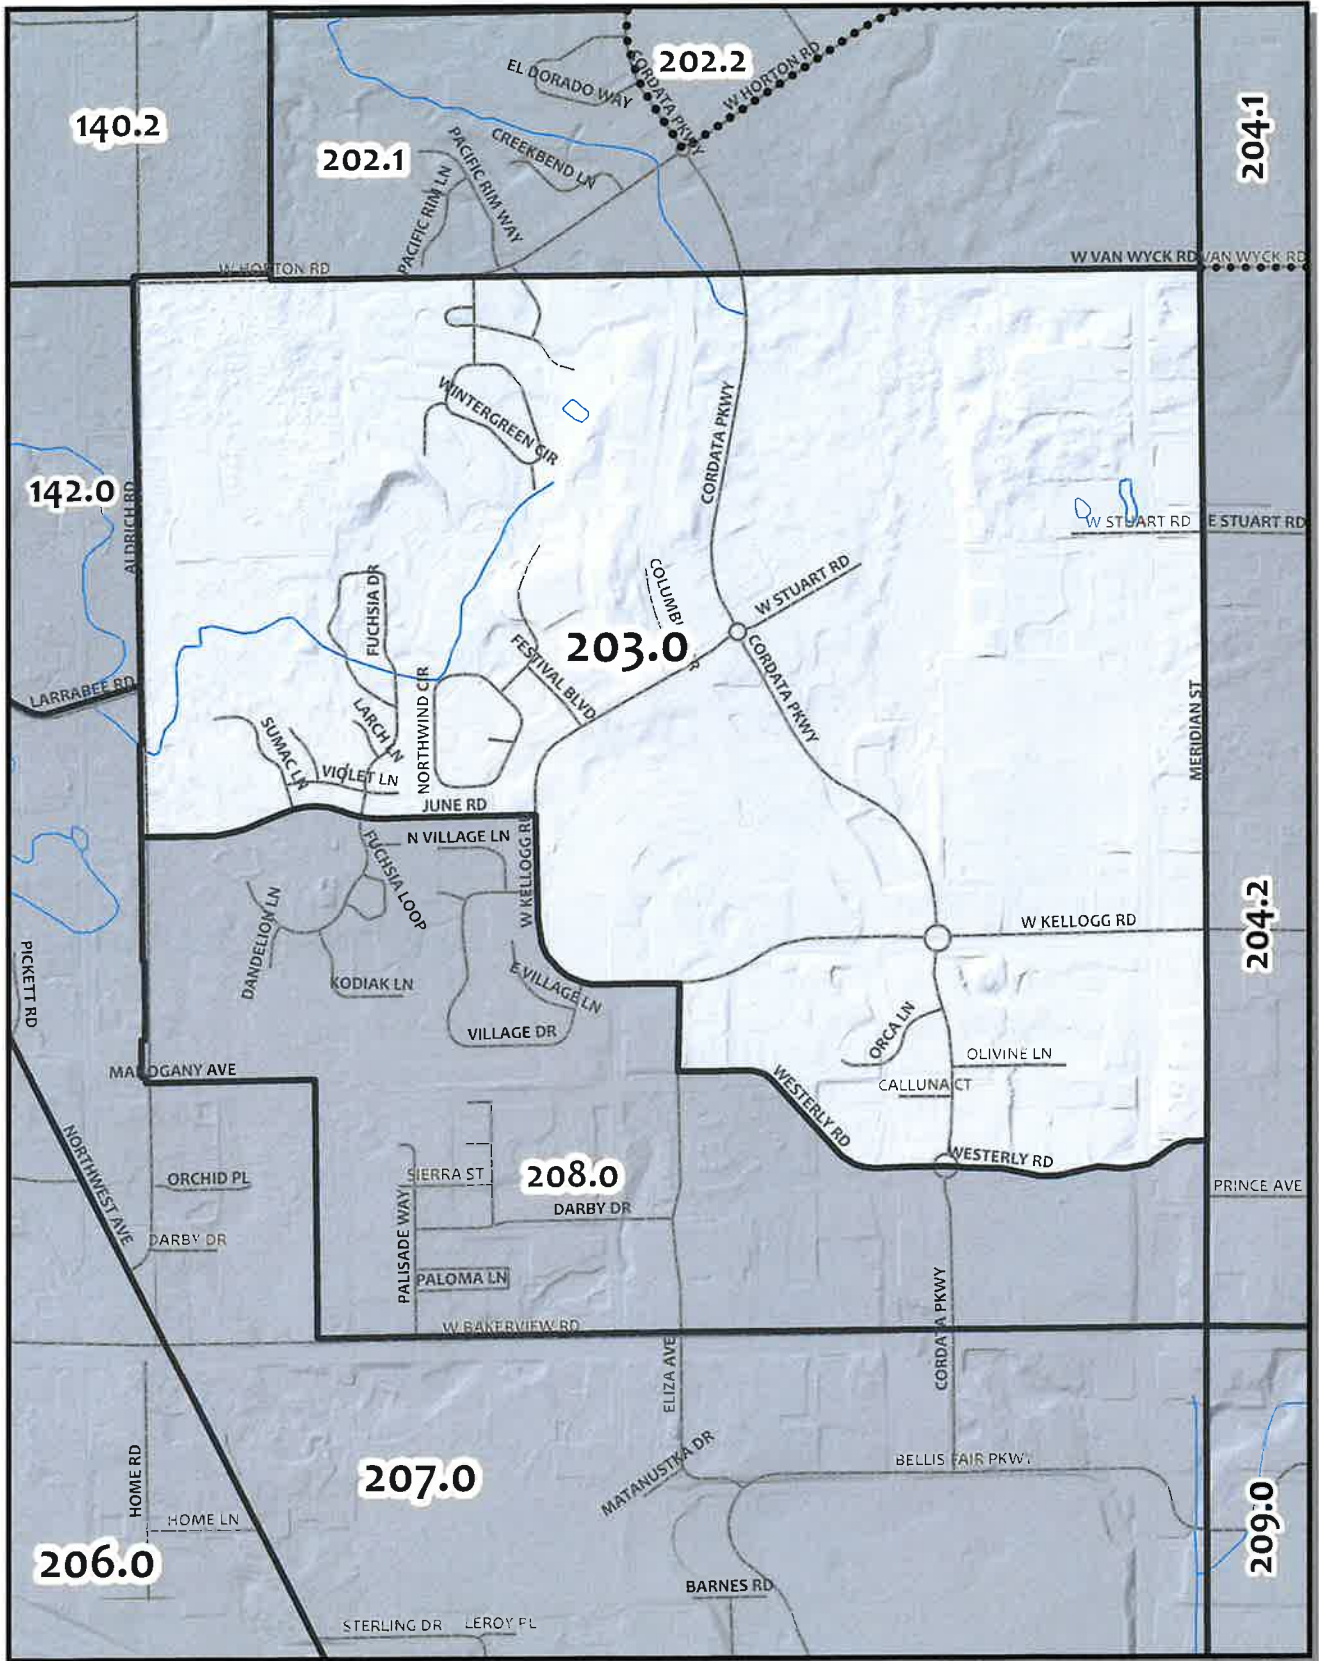 202.2
CORDATA PKWY
W HORTON RD
EL DORADO WAY
140.2
204.1
202.1
PACIFIC RIM WAY
CREEKBEND LN
PACIFIC RIM LN
W HORTON RD
W VAN WYCK RD
VAN WYCK RD
WINTERGREEN CIR
CORDATA PKWY
142.0
ALDRICH RD
W STUART RD
E STUART RD
FUCHSIA DR
W STUART RD
FESTIVAL BLVD
203.0
CORDATA PKWY
LARRABEE RD
NORTHWIND CIR
LARCH LN
SUMAC LN
VIOLET LN
MERIDIAN ST
JUNE RD
N VILLAGE LN
FUCHSIA LOOP
W KELLOGG RD
DANDELION LN
W KELLOGG RD
204.2
PICKETT RD
KODIAK LN
E VILLAGE LN
VILLAGE DR
ORCA LN
OLIVINE LN
CALLUNA CT
MAHOGANY AVE
WESTERLY RD
WESTERLY RD
NORTHWEST AVE
ORCHID PL
SIERRA ST
208.0
PRINCE AVE
DARBY DR
PALISADE WAY
DARBY DR
PALOMA LN
CORDATA PKWY
W BAKERVIEW RD
ELIZA AVE
MATANUSTKA DR
BELLIS FAIR PKWY
207.0
HOME RD
HOME LN
206.0
209.0
BARNES RD
STERLING DR
LEROY PL